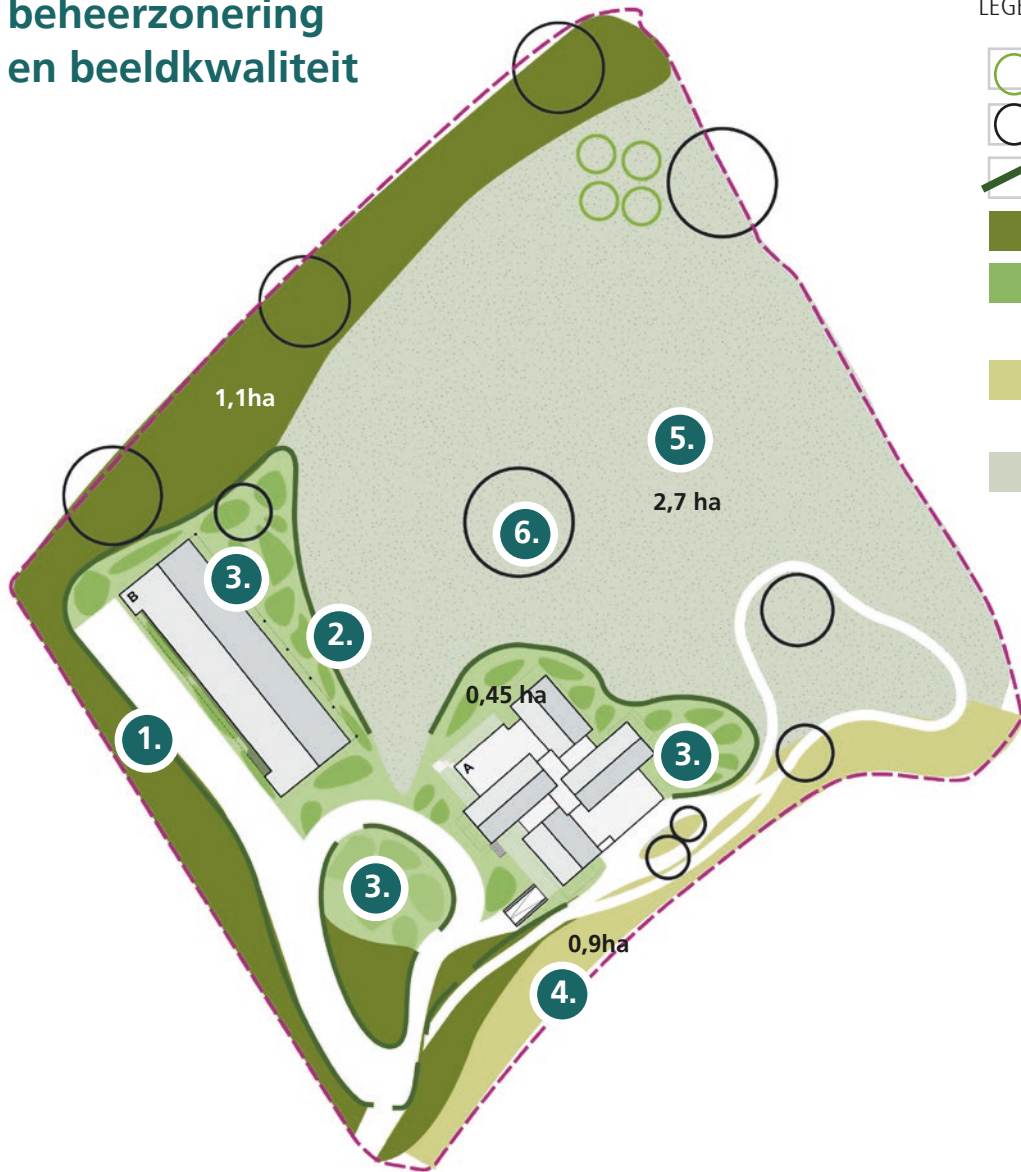 beheerzonering
en beeldkwaliteit
LEGE
1,1ha
5.
2,7 ha
6.
3.
B
2.
0,45 ha
1.
3.
A
3.
0,9ha
4.